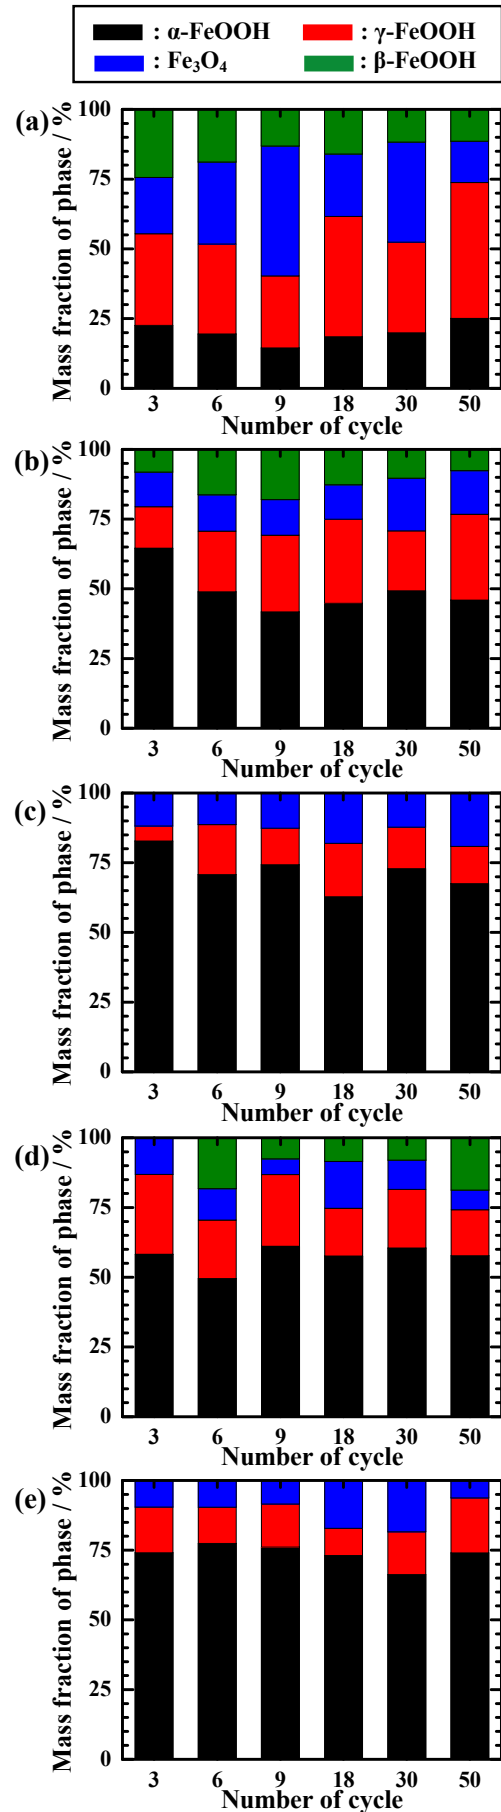 : α-FeOOH : γ-FeOOH
: Fe₃O₄ : β-FeOOH
(a)
Mass fraction of phase / %
100
75
50
25
0
3 6 9 18 30 50
Number of cycle
(b)
Mass fraction of phase / %
100
75
50
25
0
3 6 9 18 30 50
Number of cycle
(c)
Mass fraction of phase / %
100
75
50
25
0
3 6 9 18 30 50
Number of cycle
(d)
Mass fraction of phase / %
100
75
50
25
0
3 6 9 18 30 50
Number of cycle
(e)
Mass fraction of phase / %
100
75
50
25
0
3 6 9 18 30 50
Number of cycle